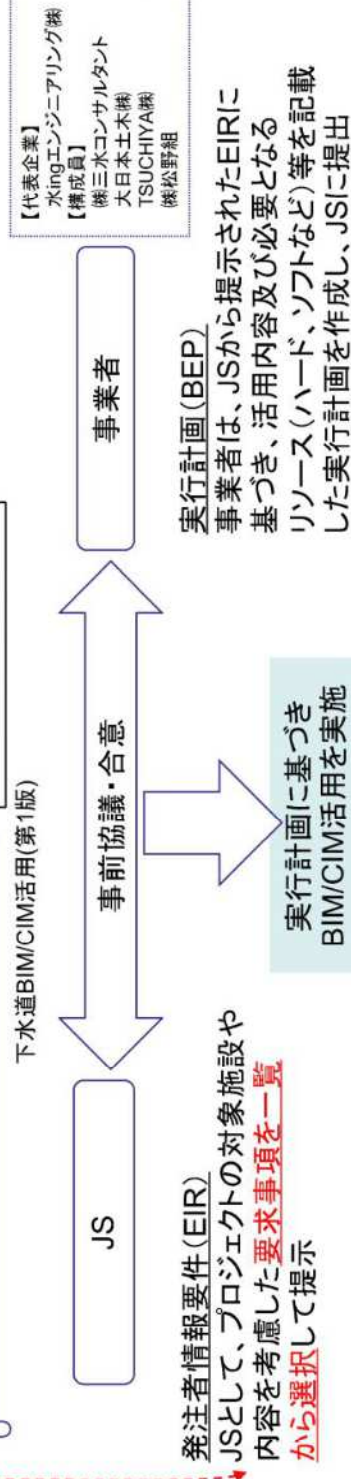 下水道BIM/CIM活用(第1版)
JS
事前協議・合意
事業者
【代表企業】
水ingエンジニアリング㈱
【構成員】
㈱三水コンサルタント
大日本土木㈱
TSUCHIYA㈱
㈱松野組
発注者情報要件(EIR)
JSとして、プロジェクトの対象施設や
内容を考慮した要求事項を一覧
から選択して提示
実行計画に基づき
BIM/CIM活用を実施
実行計画(BEP)
事業者は、JSから提示されたEIRに
基づき、活用内容及び必要となる
リソース(ハード、ソフトなど)等を記載
した実行計画を作成し、JSに提出